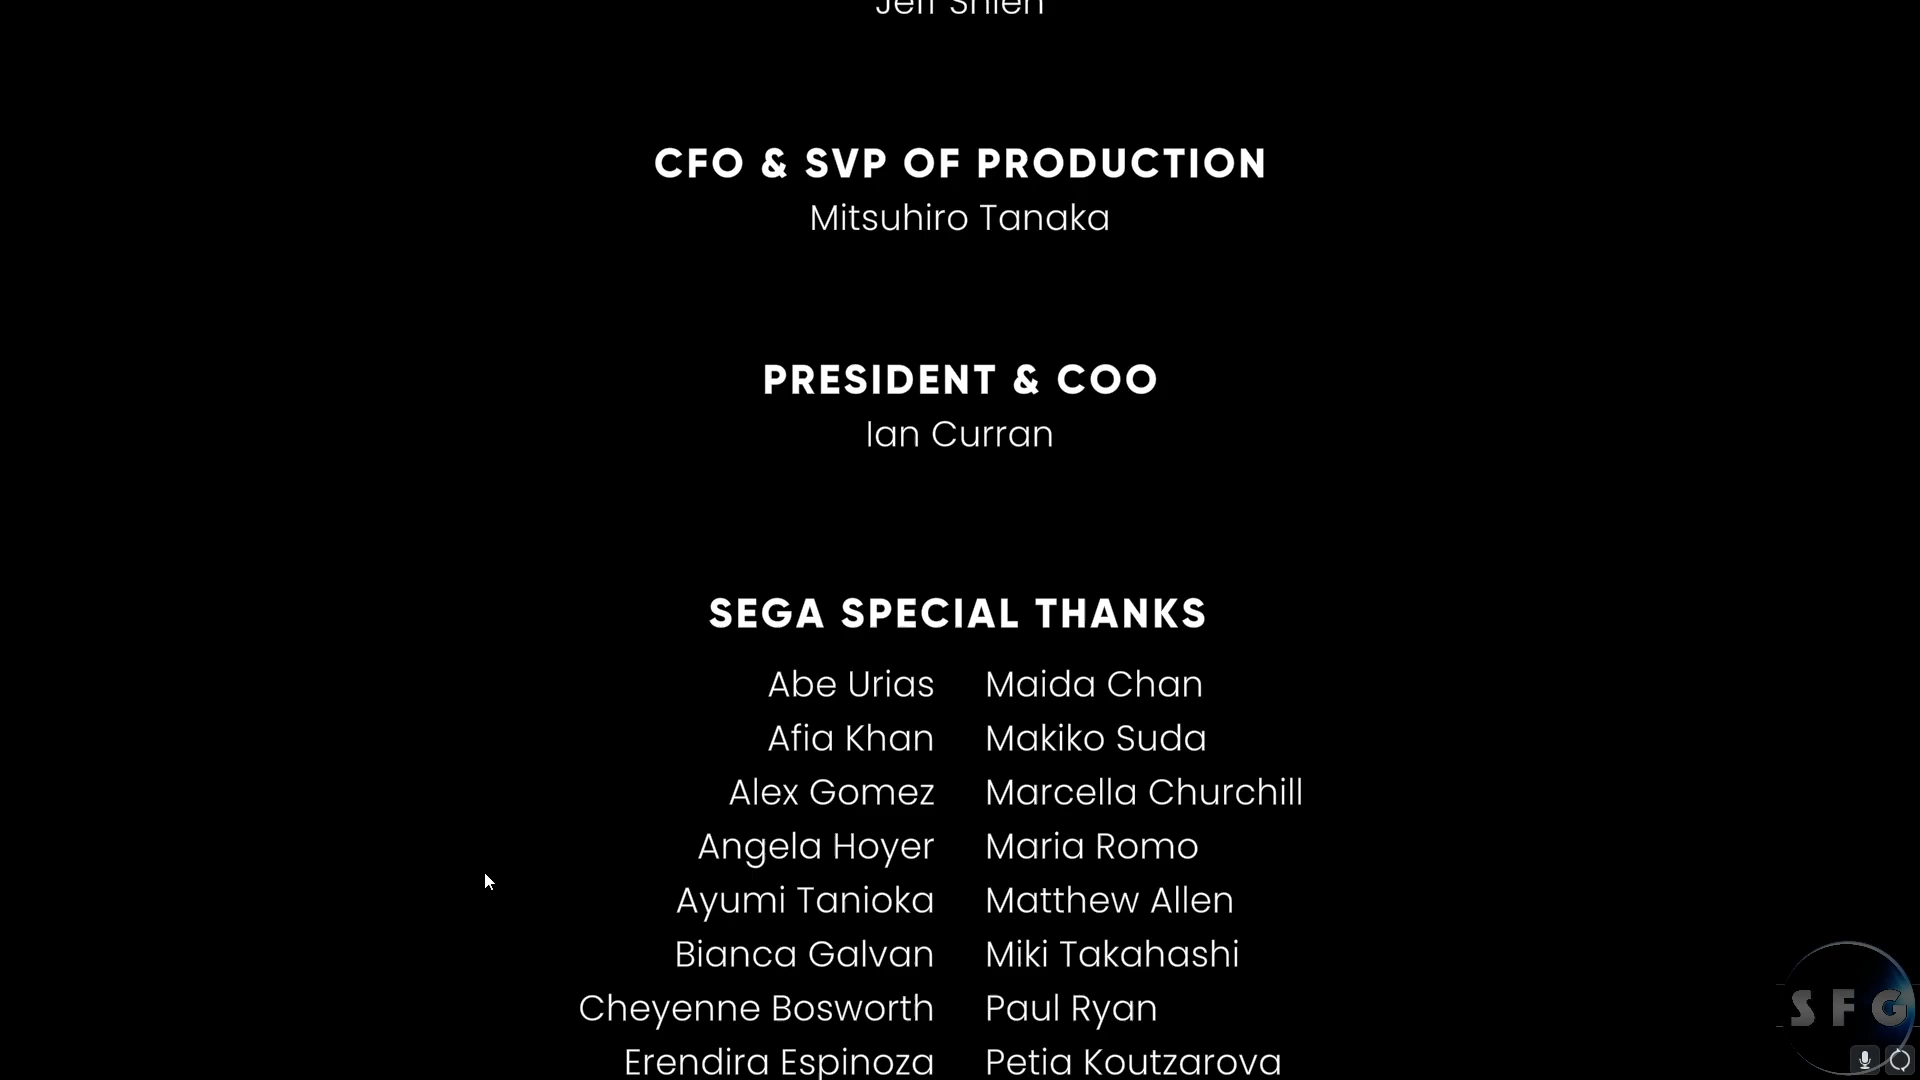 Jeff Shieh
CFO & SVP OF PRODUCTION
Mitsuhiro Tanaka
PRESIDENT & COO
Ian Curran
SEGA SPECIAL THANKS
Abe Urias Maida Chan
Afia Khan Makiko Suda
Alex Gomez Marcella Churchill
Angela Hoyer Maria Romo
Ayumi Tanioka Matthew Allen
Bianca Galvan Miki Takahashi
Cheyenne Bosworth Paul Ryan
Erendira Espinoza Petia Koutzarova
SFG